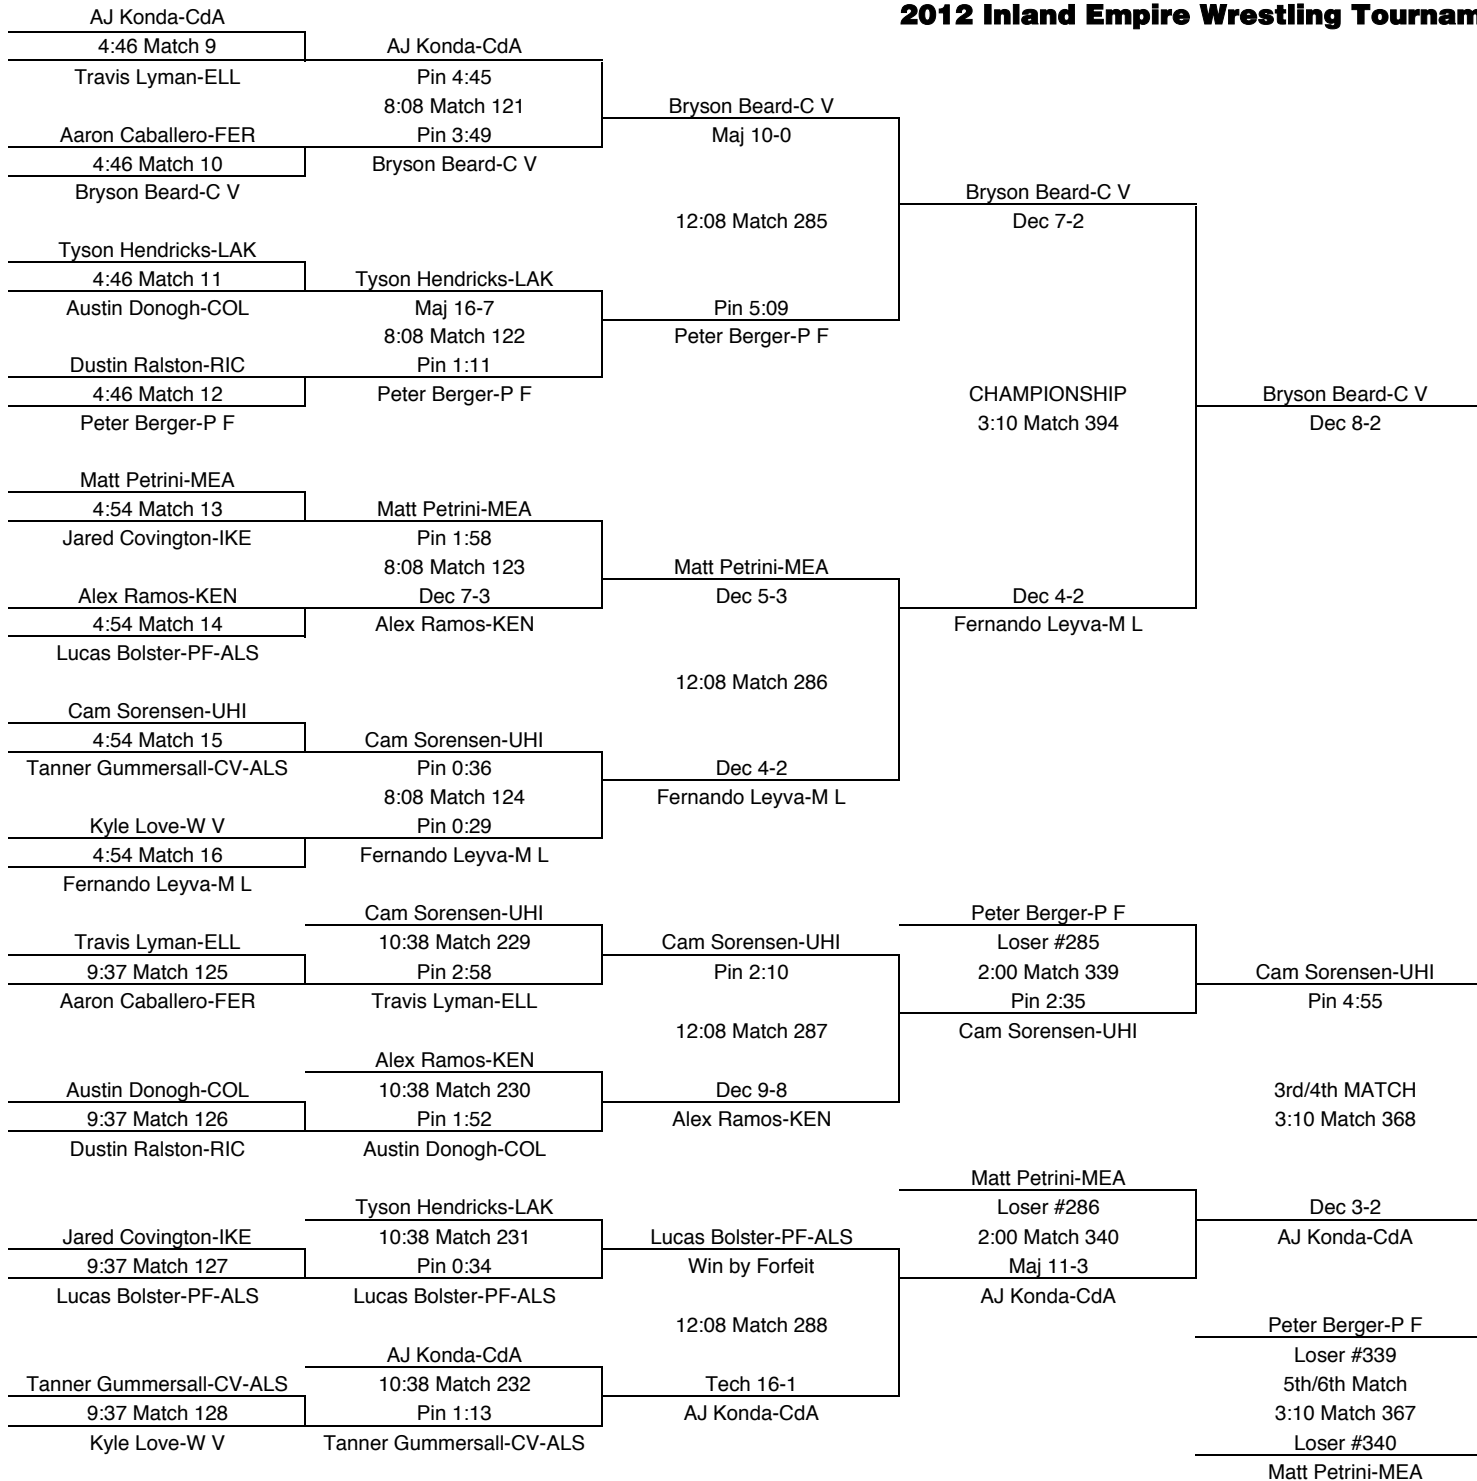 2012 Inland Empire Wrestling Tournam
AJ Konda-CdA
4:46 Match 9
Travis Lyman-ELL
Aaron Caballero-FER
4:46 Match 10
Bryson Beard-C V
Tyson Hendricks-LAK
4:46 Match 11
Austin Donogh-COL
Dustin Ralston-RIC
4:46 Match 12
Peter Berger-P F
Matt Petrini-MEA
4:54 Match 13
Jared Covington-IKE
Alex Ramos-KEN
4:54 Match 14
Lucas Bolster-PF-ALS
Cam Sorensen-UHI
4:54 Match 15
Tanner Gummersall-CV-ALS
Kyle Love-W V
4:54 Match 16
Fernando Leyva-M L
AJ Konda-CdA
Pin 4:45
8:08 Match 121
Pin 3:49
Bryson Beard-C V
Tyson Hendricks-LAK
Maj 16-7
8:08 Match 122
Pin 1:11
Peter Berger-P F
Matt Petrini-MEA
Pin 1:58
8:08 Match 123
Dec 7-3
Alex Ramos-KEN
Cam Sorensen-UHI
Pin 0:36
8:08 Match 124
Pin 0:29
Fernando Leyva-M L
Bryson Beard-C V
Maj 10-0
12:08 Match 285
Pin 5:09
Peter Berger-P F
Matt Petrini-MEA
Dec 5-3
12:08 Match 286
Dec 4-2
Fernando Leyva-M L
Bryson Beard-C V
Dec 7-2
CHAMPIONSHIP
3:10 Match 394
Dec 4-2
Fernando Leyva-M L
Bryson Beard-C V
Dec 8-2
Travis Lyman-ELL
9:37 Match 125
Aaron Caballero-FER
Austin Donogh-COL
9:37 Match 126
Dustin Ralston-RIC
Jared Covington-IKE
9:37 Match 127
Lucas Bolster-PF-ALS
Tanner Gummersall-CV-ALS
9:37 Match 128
Kyle Love-W V
Cam Sorensen-UHI
10:38 Match 229
Pin 2:58
Travis Lyman-ELL
Alex Ramos-KEN
10:38 Match 230
Pin 1:52
Austin Donogh-COL
Tyson Hendricks-LAK
10:38 Match 231
Pin 0:34
Lucas Bolster-PF-ALS
AJ Konda-CdA
10:38 Match 232
Pin 1:13
Tanner Gummersall-CV-ALS
Cam Sorensen-UHI
Pin 2:10
12:08 Match 287
Dec 9-8
Alex Ramos-KEN
Lucas Bolster-PF-ALS
Win by Forfeit
12:08 Match 288
Tech 16-1
AJ Konda-CdA
Peter Berger-P F
Loser #285
2:00 Match 339
Pin 2:35
Cam Sorensen-UHI
Matt Petrini-MEA
Loser #286
2:00 Match 340
Maj 11-3
AJ Konda-CdA
Cam Sorensen-UHI
Pin 4:55
3rd/4th MATCH
3:10 Match 368
Dec 3-2
AJ Konda-CdA
Peter Berger-P F
Loser #339
5th/6th Match
3:10 Match 367
Loser #340
Matt Petrini-MEA